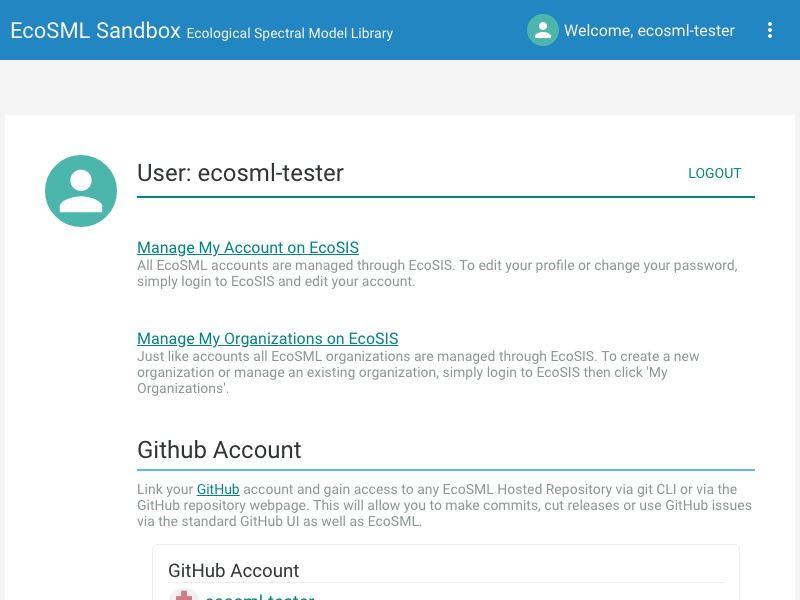 EcoSML Sandbox Ecological Spectral Model Library
Welcome, ecosml-tester
User: ecosml-tester
LOGOUT
Manage My Account on EcoSIS
All EcoSML accounts are managed through EcoSIS. To edit your profile or change your password,
simply login to EcoSIS and edit your account.
Manage My Organizations on EcoSIS
Just like accounts all EcoSML organizations are managed through EcoSIS. To create a new
organization or manage an existing organization, simply login to EcoSIS then click 'My
Organizations'.
Github Account
Link your GitHub account and gain access to any EcoSML Hosted Repository via git CLI or via the
GitHub repository webpage. This will allow you to make commits, cut releases or use GitHub issues
via the standard GitHub UI as well as EcoSML.
GitHub Account
ecosml-tester